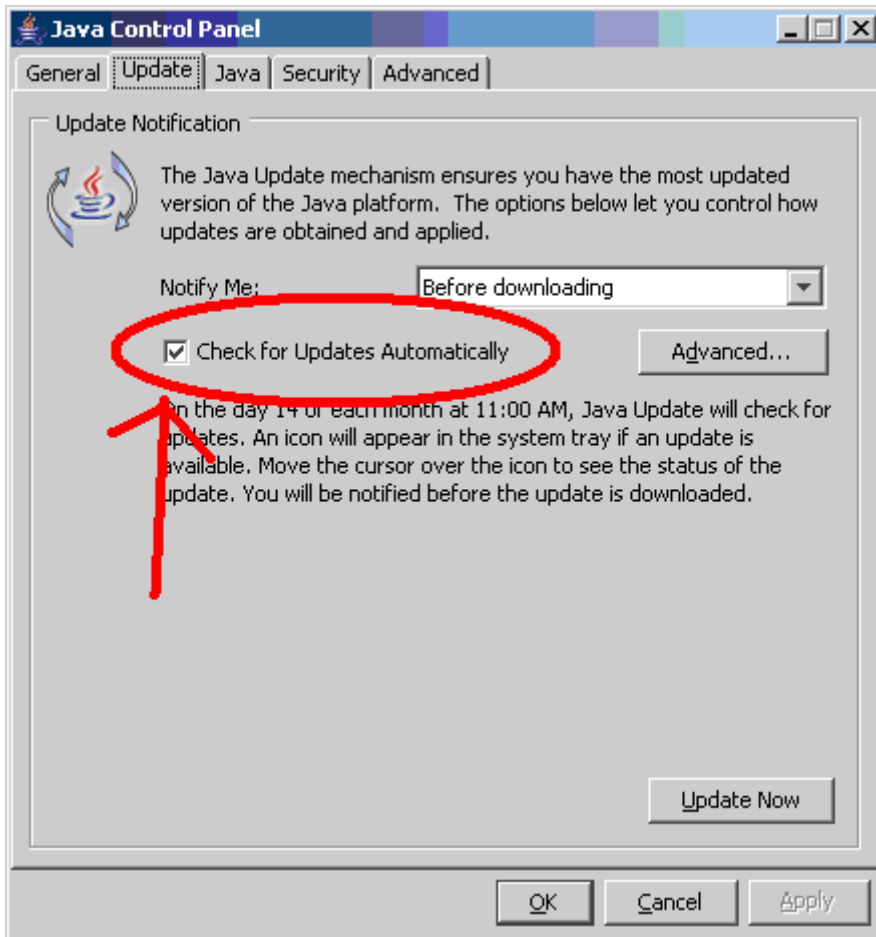 Java Control Panel
General Update Java Security Advanced
Update Notification
The Java Update mechanism ensures you have the most updated
version of the Java platform. The options below let you control how
updates are obtained and applied.
Notify Me: Before downloading
Check for Updates Automatically Advanced...
On the day 14 of each month at 11:00 AM, Java Update will check for
updates. An icon will appear in the system tray if an update is
available. Move the cursor over the icon to see the status of the
update. You will be notified before the update is downloaded.
Update Now
OK Cancel Apply